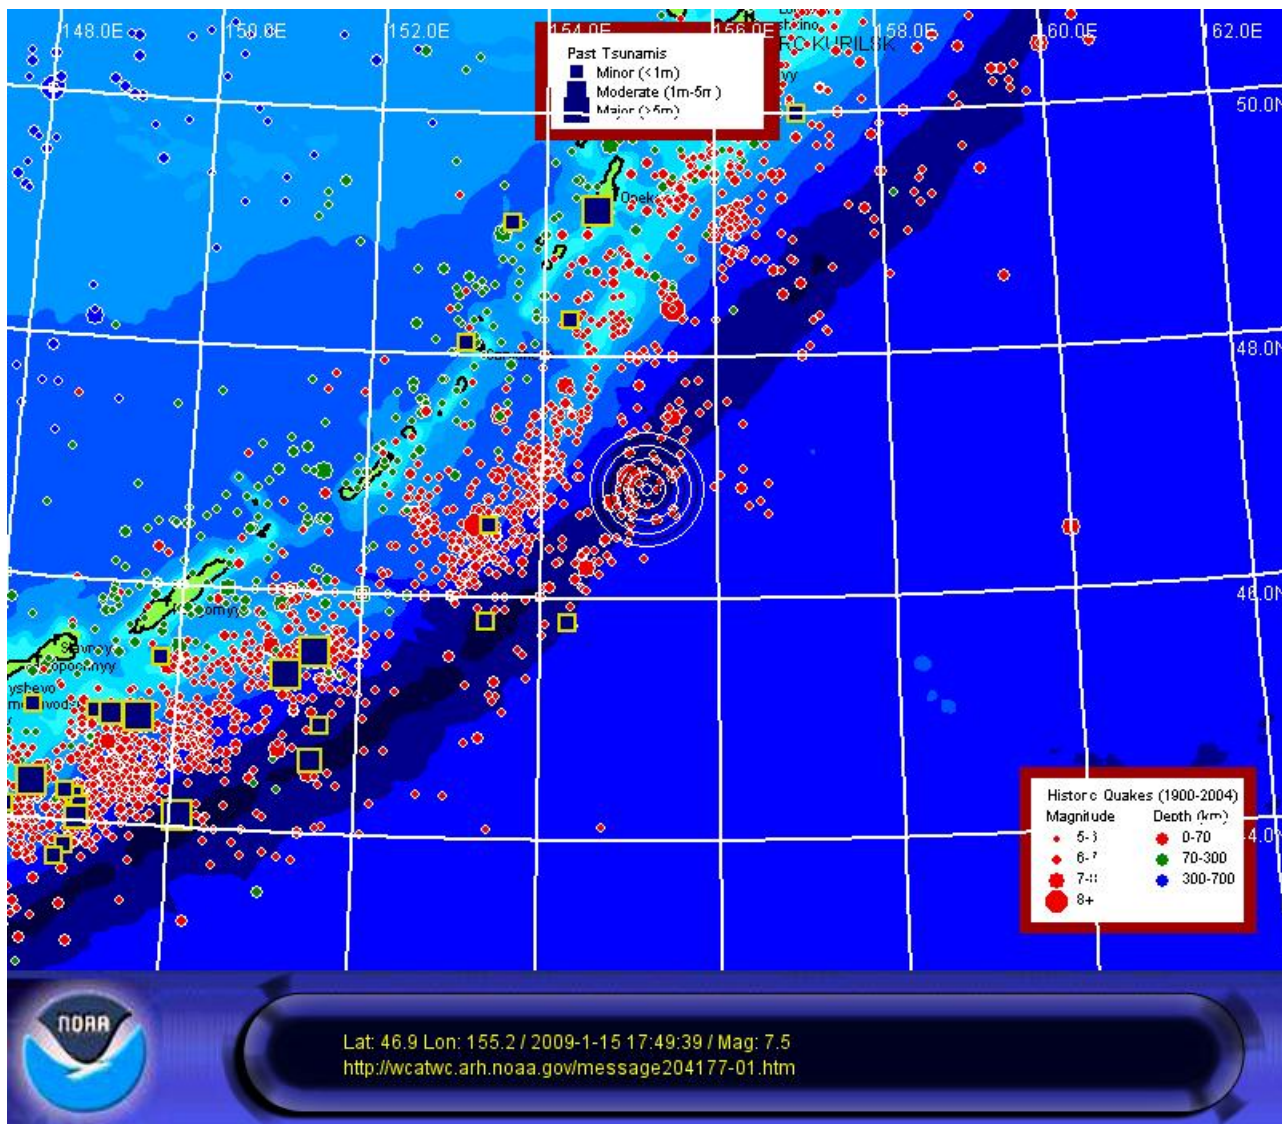 148.0E
150.0E
152.0E
154.0E
156.0E
158.0E
160.0E
162.0E
Past Tsunamis
Minor (<1m)
Moderate (1m-5m)
Major (>5m)
KURILSK
50.0N
48.0N
46.0N
Historic Quakes (1900-2004)
Magnitude
Depth (km)
0-70
70-300
300-700
8+
NOAA
Lat: 46.9 Lon: 155.2 / 2009-1-15 17:49:39 / Mag: 7.5
http://wcatwc.arh.noaa.gov/message204177-01.htm